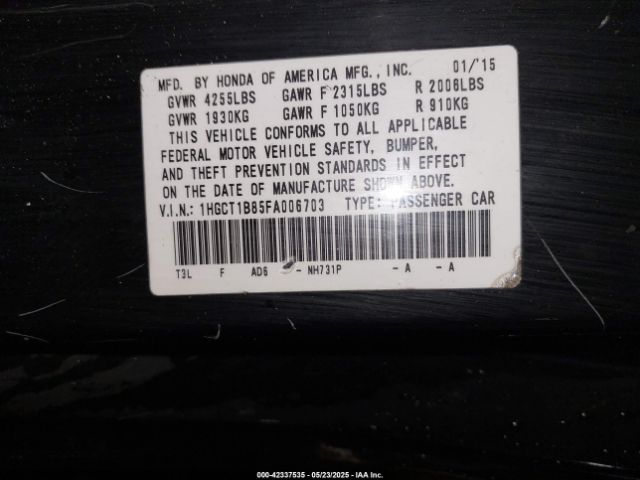 MFD. BY HONDA OF AMERICA MFG., INC. 01/'15
GVWR 4255LBS GAWR F 2315LBS R 2006LBS
GVWR 1930KG GAWR F 1050KG R 910KG
THIS VEHICLE CONFORMS TO ALL APPLICABLE
FEDERAL MOTOR VEHICLE SAFETY, BUMPER,
AND THEFT PREVENTION STANDARDS IN EFFECT
ON THE DATE OF MANUFACTURE SHOWN ABOVE.
V.I.N.: 1HGCT1B85FA006703 TYPE: PASSENGER CAR
T3L F AD6 - NH731P - A - A
000-42337535 - 05/23/2025 - IAAI.COM